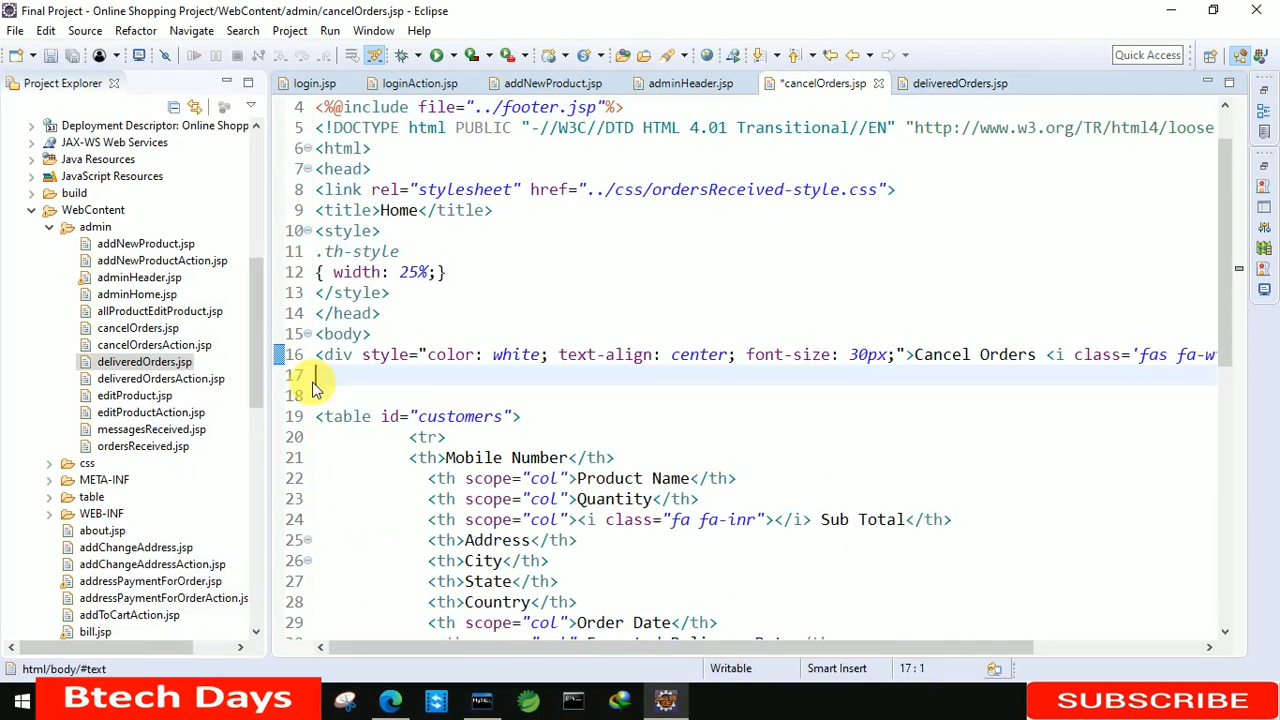 Final Project - Online Shopping Project/WebContent/admin/cancelOrders.jsp - Eclipse
File Edit Source Refactor Navigate Search Project Run Window Help
Quick Access
Project Explorer
login.jsp loginAction.jsp addNewProduct.jsp adminHeader.jsp *cancelOrders.jsp deliveredOrders.jsp
Deployment Descriptor: Online Shopp
JAX-WS Web Services
Java Resources
JavaScript Resources
build
WebContent
admin
addNewProduct.jsp
addNewProductAction.jsp
adminHeader.jsp
adminHome.jsp
allProductEditProduct.jsp
cancelOrders.jsp
cancelOrdersAction.jsp
deliveredOrders.jsp
deliveredOrdersAction.jsp
editProduct.jsp
editProductAction.jsp
messagesReceived.jsp
ordersReceived.jsp
css
META-INF
table
WEB-INF
about.jsp
addChangeAddress.jsp
addChangeAddressAction.jsp
addressPaymentForOrder.jsp
addressPaymentForOrderAction.js
addToCartAction.jsp
bill.jsp
4 <%@include file="../footer.jsp"%>
5 <!DOCTYPE html PUBLIC "-//W3C//DTD HTML 4.01 Transitional//EN" "http://www.w3.org/TR/html4/loose
6 <html>
7 <head>
8 <link rel="stylesheet" href="../css/ordersReceived-style.css">
9 <title>Home</title>
10 <style>
11 .th-style
12 { width: 25%;}
13 </style>
14 </head>
15 <body>
16 <div style="color: white; text-align: center; font-size: 30px;">Cancel Orders <i class='fas fa-w
17
18
19 <table id="customers">
20 <tr>
21 <th>Mobile Number</th>
22 <th scope="col">Product Name</th>
23 <th scope="col">Quantity</th>
24 <th scope="col"><i class="fa fa-inr"></i> Sub Total</th>
25 <th>Address</th>
26 <th>City</th>
27 <th>State</th>
28 <th>Country</th>
29 <th scope="col">Order Date</th>
html/body/#text
Writable Smart Insert 17 : 1
Btech Days
SUBSCRIBE